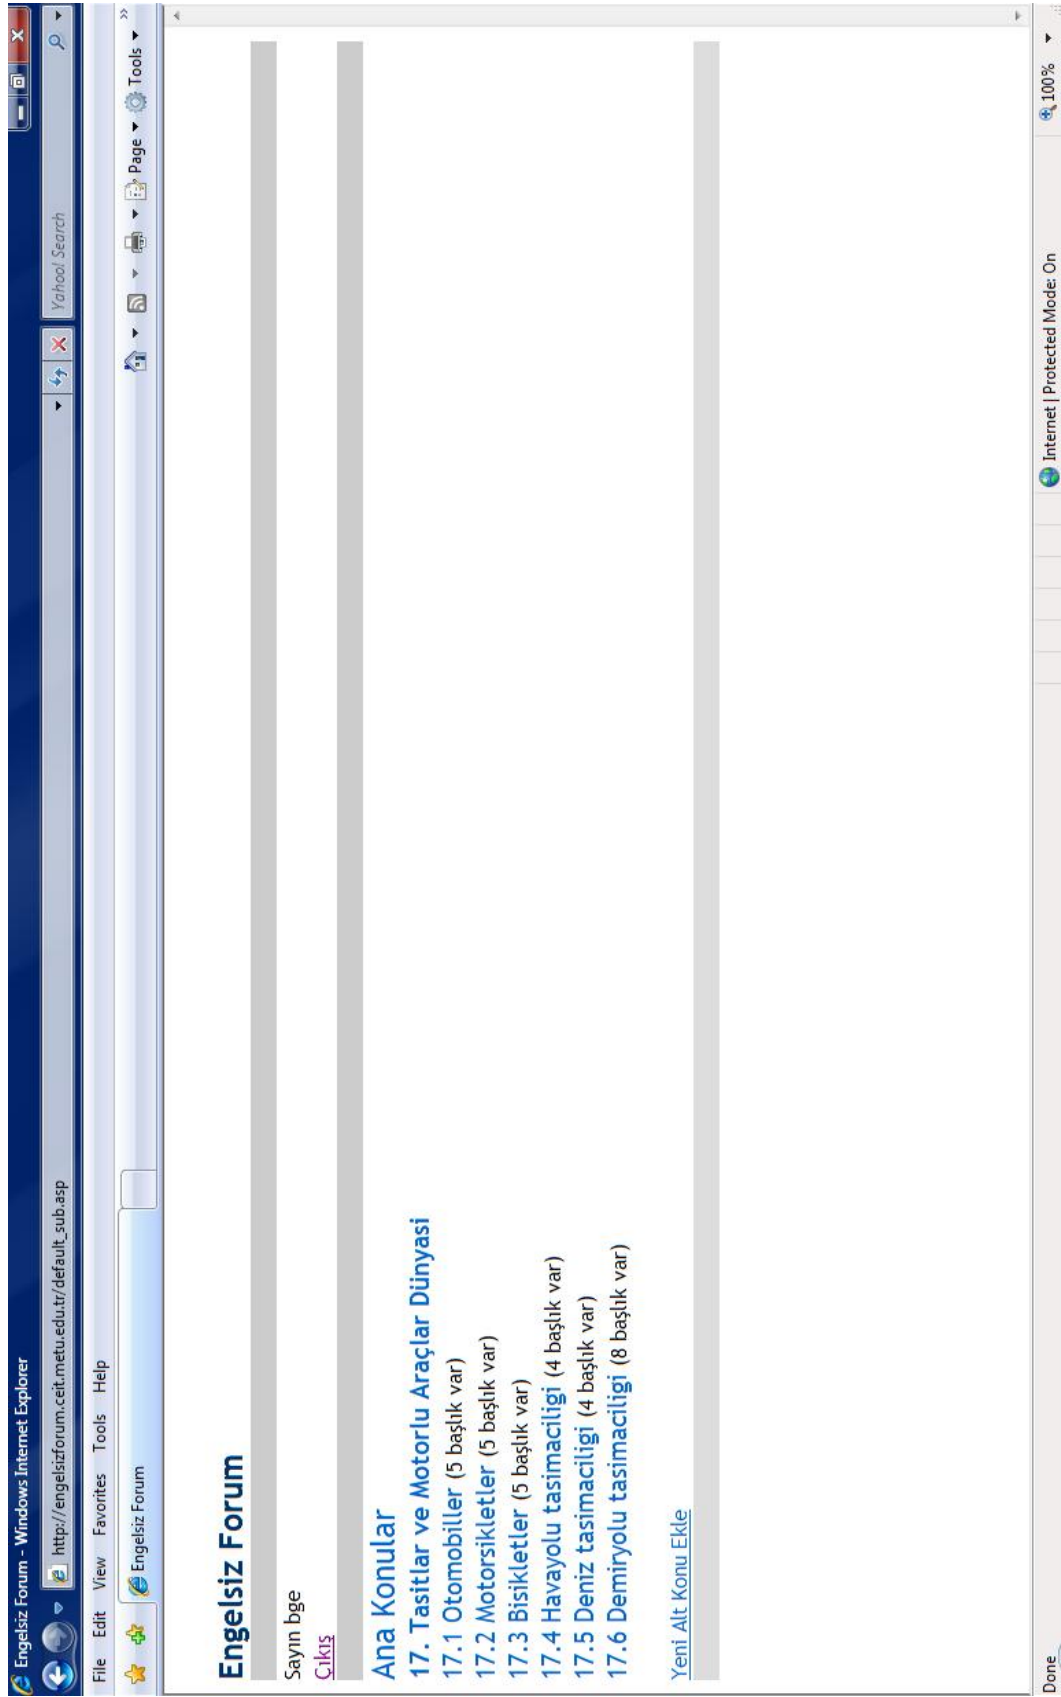 Engelsiz Forum - Windows Internet Explorer
http://engelsizforum.ceit.metu.edu.tr/default_sub.asp
Yahoo! Search
File Edit View Favorites Tools Help
Engelsiz Forum
Page Tools
Engelsiz Forum
Sayın bge
Çıkış
Ana Konular
17. Tasitlar ve Motorlu Araçlar Dünyasi
17.1 Otomobiller (5 başlık var)
17.2 Motorsikletler (5 başlık var)
17.3 Bisikletler (5 başlık var)
17.4 Havayolu tasimaciligi (4 başlık var)
17.5 Deniz tasimaciligi (4 başlık var)
17.6 Demiryolu tasimaciligi (8 başlık var)
Yeni Alt Konu Ekle
Done
Internet | Protected Mode: On
100%